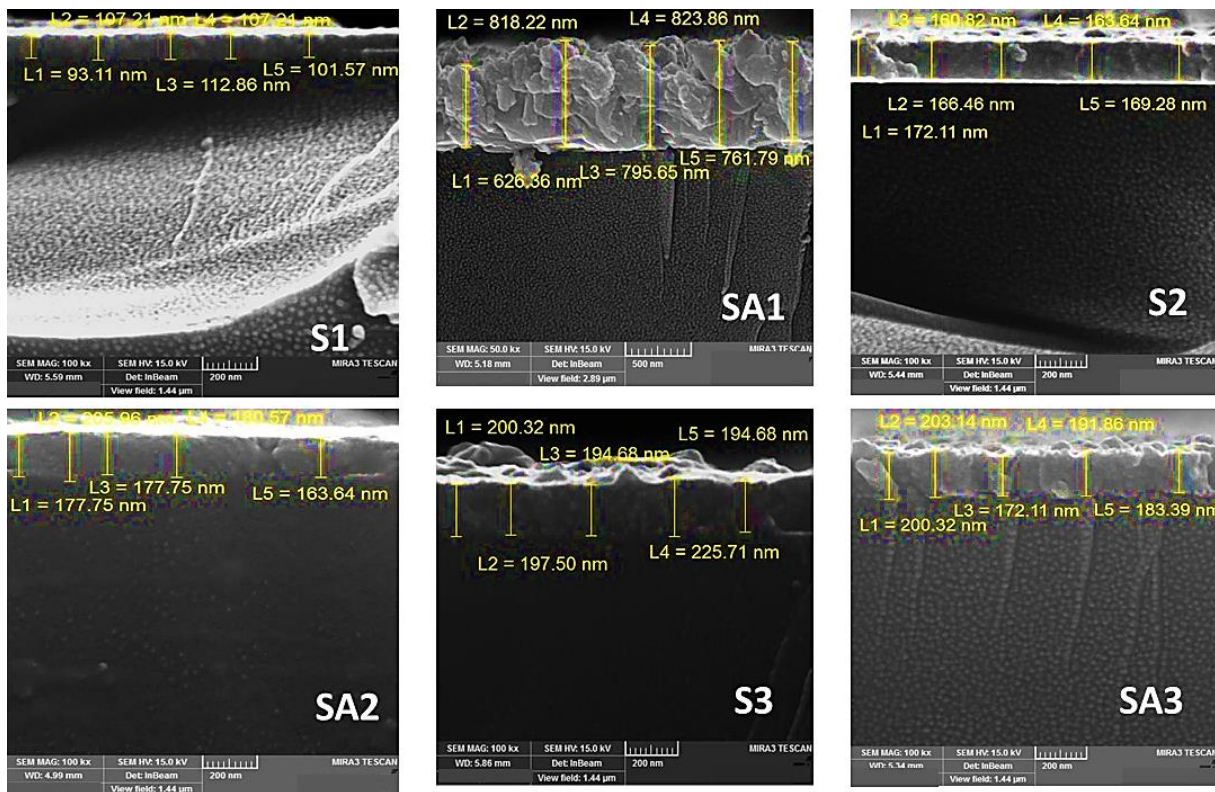 L2 = 107.21 nm L4 = 107.21 nm
L1 = 93.11 nm
L5 = 101.57 nm
L3 = 112.86 nm
S1
SEM MAG: 100 kx SEM HV: 15.0 kV MIRA3 TESCAN
WD: 5.59 mm Det: InBeam 200 nm
View field: 1.44 µm
L2 = 818.22 nm L4 = 823.86 nm
L5 = 761.79 nm
L1 = 626.36 nm L3 = 795.65 nm
SA1
SEM MAG: 50.0 kx SEM HV: 15.0 kV MIRA3 TESCAN
WD: 5.18 mm Det: InBeam 500 nm
View field: 2.89 µm
L3 = 160.82 nm L4 = 163.64 nm
L2 = 166.46 nm L5 = 169.28 nm
L1 = 172.11 nm
S2
SEM MAG: 100 kx SEM HV: 15.0 kV MIRA3 TESCAN
WD: 5.44 mm Det: InBeam 200 nm
View field: 1.44 µm
L2 = 205.96 nm L4 = 180.57 nm
L3 = 177.75 nm
L1 = 177.75 nm L5 = 163.64 nm
SA2
SEM MAG: 100 kx SEM HV: 15.0 kV MIRA3 TESCAN
WD: 4.99 mm Det: InBeam 200 nm
View field: 1.44 µm
L1 = 200.32 nm L5 = 194.68 nm
L3 = 194.68 nm
L2 = 197.50 nm L4 = 225.71 nm
S3
SEM MAG: 100 kx SEM HV: 15.0 kV MIRA3 TESCAN
WD: 5.86 mm Det: InBeam 200 nm
View field: 1.44 µm
L2 = 203.14 nm L4 = 191.86 nm
L3 = 172.11 nm L5 = 183.39 nm
L1 = 200.32 nm
SA3
SEM MAG: 100 kx SEM HV: 15.0 kV MIRA3 TESCAN
WD: 5.34 mm Det: InBeam 200 nm
View field: 1.44 µm